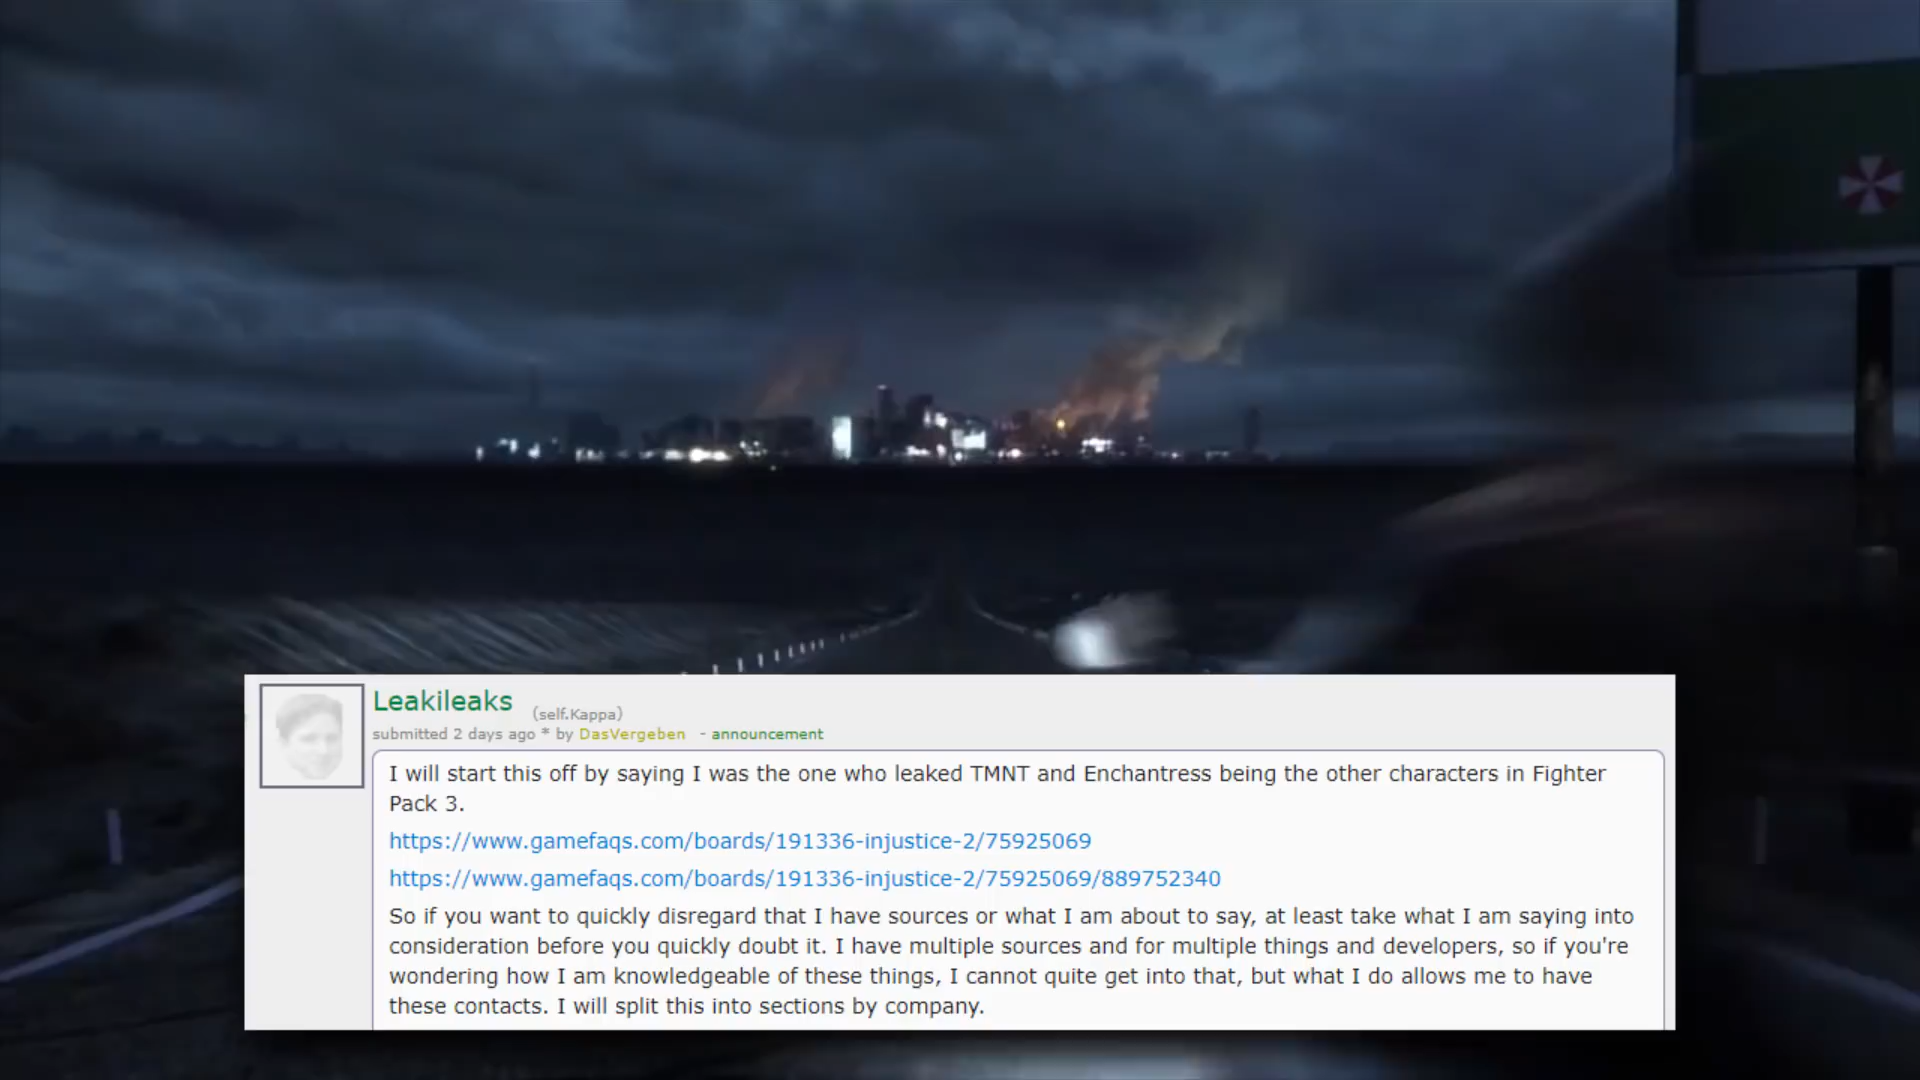 Leakileaks (self.Kappa)
submitted 2 days ago * by DasVergeben - announcement
I will start this off by saying I was the one who leaked TMNT and Enchantress being the other characters in Fighter
Pack 3.
https://www.gamefaqs.com/boards/191336-injustice-2/75925069
https://www.gamefaqs.com/boards/191336-injustice-2/75925069/889752340
So if you want to quickly disregard that I have sources or what I am about to say, at least take what I am saying into
consideration before you quickly doubt it. I have multiple sources and for multiple things and developers, so if you're
wondering how I am knowledgeable of these things, I cannot quite get into that, but what I do allows me to have
these contacts. I will split this into sections by company.